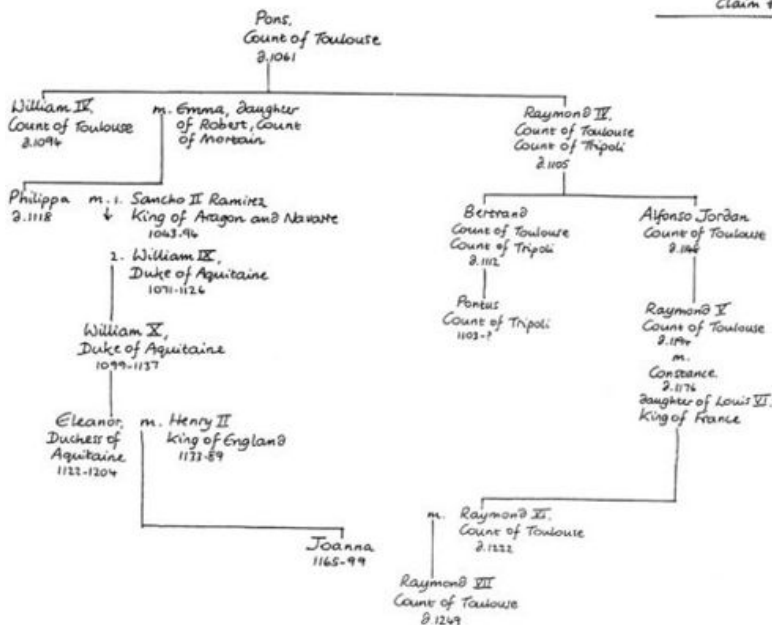 Claim
Pons,
Count of Toulouse
d.1061
William IV,
Count of Toulouse
d.1094
m. Emma, daughter
of Robert, Count
of Mortain
Raymond IV,
Count of Toulouse
Count of Tripoli
d.1105
Philippa
d.1118
m. 1. Sancho II Ramirez
King of Aragon and Navarre
1043-94
2. William IX,
Duke of Aquitaine
1071-1126
Bertrand
Count of Toulouse
Count of Tripoli
d.1112
Alfonso Jordan
Count of Toulouse
Pontus
Count of Tripoli
1103-?
Raymond V
Count of Toulouse
d.1194
m.
Constance
d.1176
daughter of Louis VI,
King of France
William X,
Duke of Aquitaine
1099-1137
Eleanor,
Duchess of
Aquitaine
1122-1204
m. Henry II
King of England
1133-89
Joanna
1165-99
m. Raymond VI,
Count of Toulouse
d.1222
Raymond VII
Count of Toulouse
d.1249